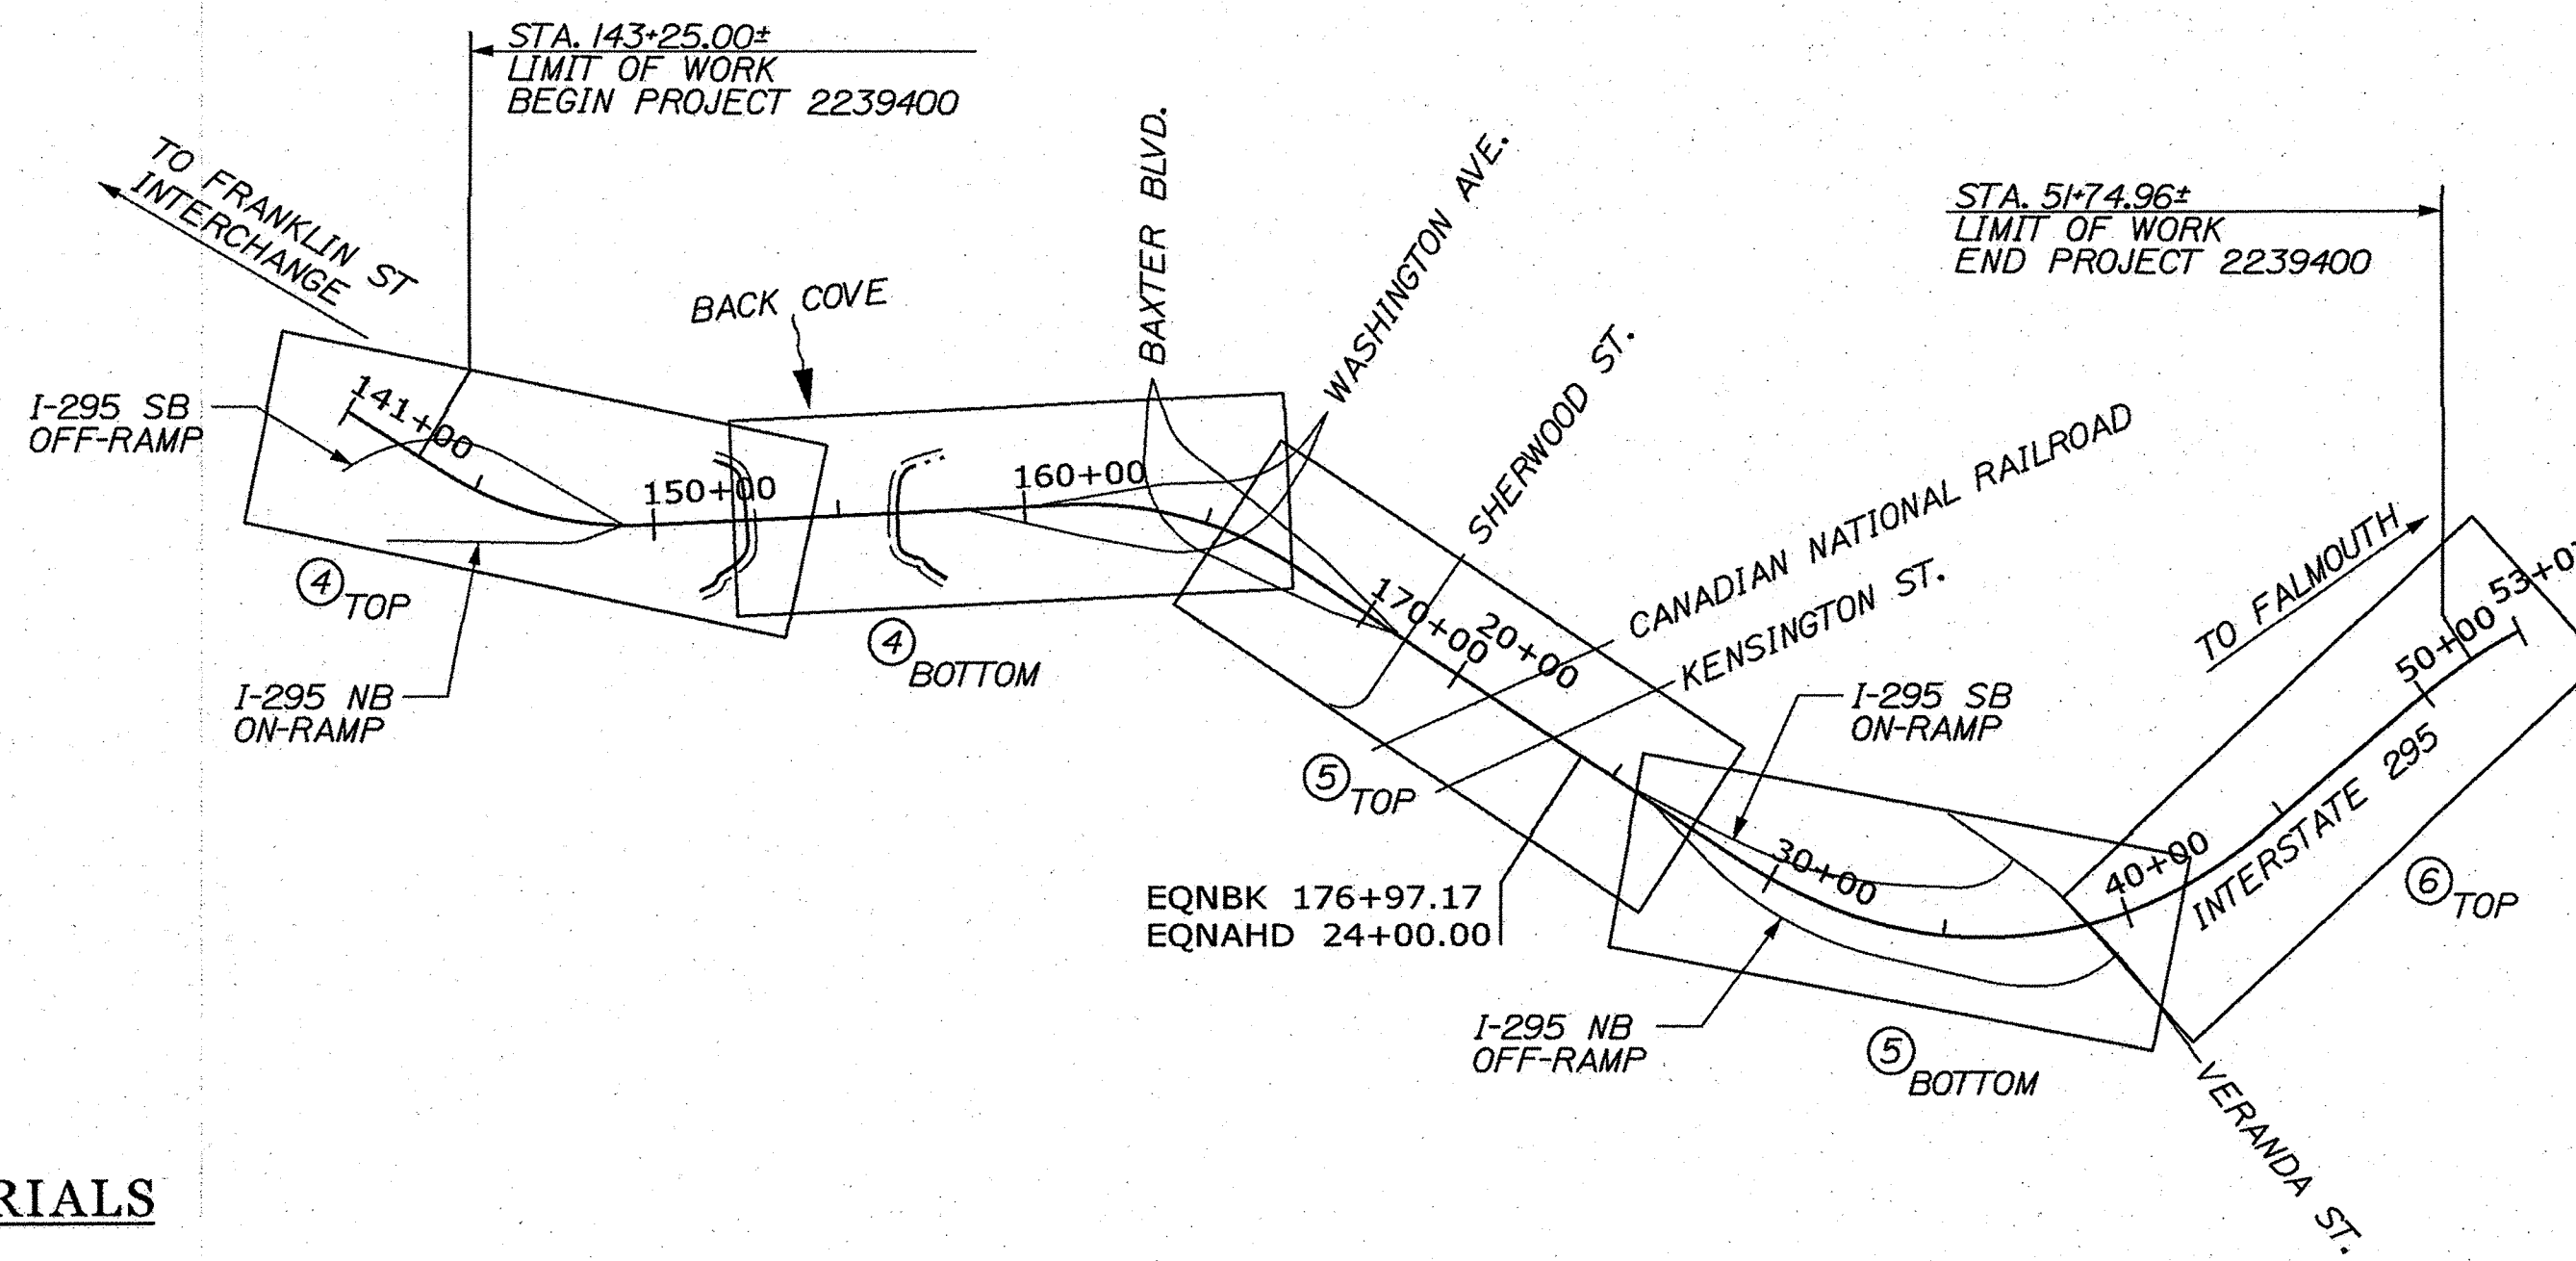 STA. 143+25.00±
LIMIT OF WORK
BEGIN PROJECT 2239400
TO FRANKLIN ST
INTERCHANGE
BACK COVE
BAXTER BLVD.
WASHINGTON AVE.
SHERWOOD ST.
STA. 51+74.96±
LIMIT OF WORK
END PROJECT 2239400
I-295 SB
OFF-RAMP
141+00
150+00
160+00
170+00
20+00
CANADIAN NATIONAL RAILROAD
KENSINGTON ST.
TO FALMOUTH
50+00
4 TOP
I-295 NB
ON-RAMP
4 BOTTOM
5 TOP
I-295 SB
ON-RAMP
30+00
40+00
INTERSTATE 295
6 TOP
EQNBK 176+97.17
EQNAHD 24+00.00
I-295 NB
OFF-RAMP
5 BOTTOM
VERANDA ST.